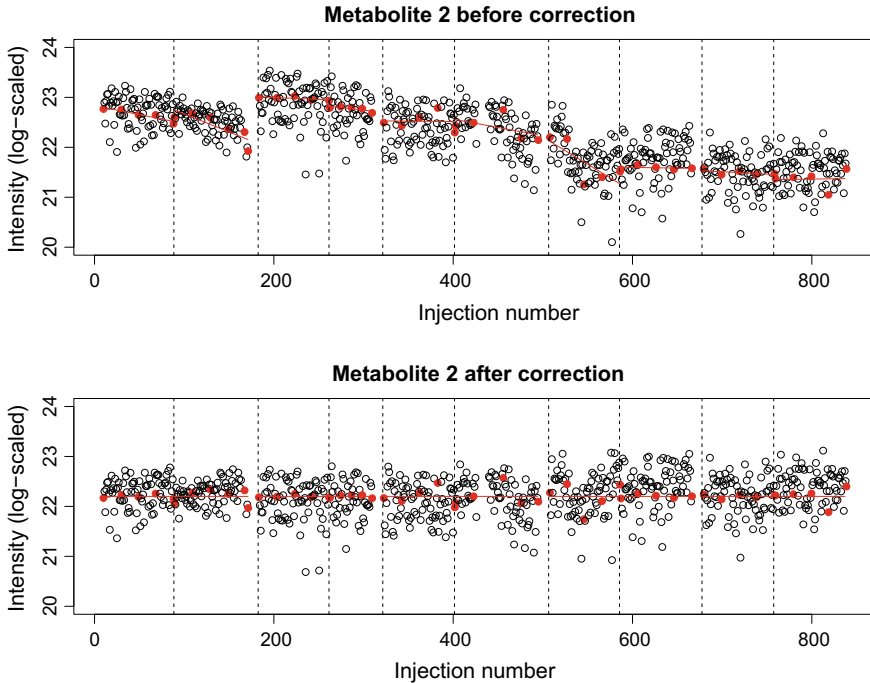 Metabolite 2 before correction
Intensity (log−scaled)
24
23
22
21
20
0 200 400 600 800
Injection number
Metabolite 2 after correction
Intensity (log−scaled)
24
23
22
21
20
0 200 400 600 800
Injection number